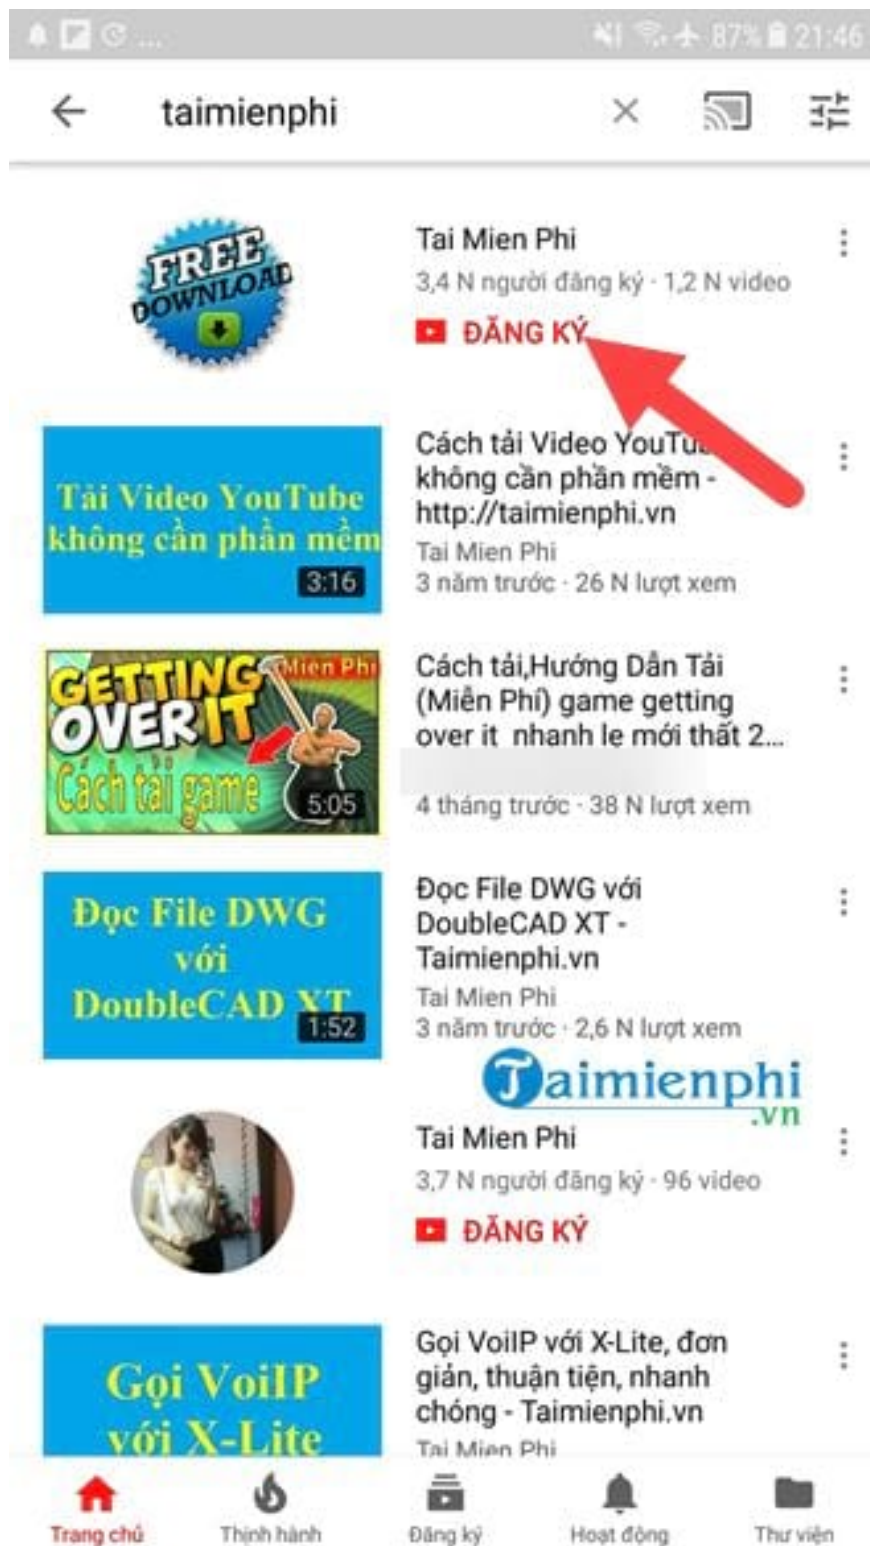 ... 87% 21:46
taimienphi
FREE
DOWNLOAD
Tai Mien Phi
3,4 N người đăng ký · 1,2 N video
ĐĂNG KÝ
Tải Video YouTube
không cần phần mềm
3:16
Cách tải Video YouTu
không cần phần mềm -
http://taimienphi.vn
Tai Mien Phi
3 năm trước · 26 N lượt xem
GETTING
OVER IT
Mien Phi
Cách tải game
5:05
Cách tải,Hướng Dẫn Tải
(Miễn Phí) game getting
over it nhanh lẹ mới thất 2...
4 tháng trước · 38 N lượt xem
Đọc File DWG
với
DoubleCAD XT
1:52
Đọc File DWG với
DoubleCAD XT -
Taimienphi.vn
Tai Mien Phi
3 năm trước · 2,6 N lượt xem
Taimienphi
.vn
Tai Mien Phi
3,7 N người đăng ký · 96 video
ĐĂNG KÝ
Gọi VoiIP
với X-Lite
Gọi VoiIP với X-Lite, đơn
giản, thuận tiện, nhanh
chóng - Taimienphi.vn
Tai Mien Phi
Trang chủ Thịnh hành Đăng ký Hoạt động Thư viện